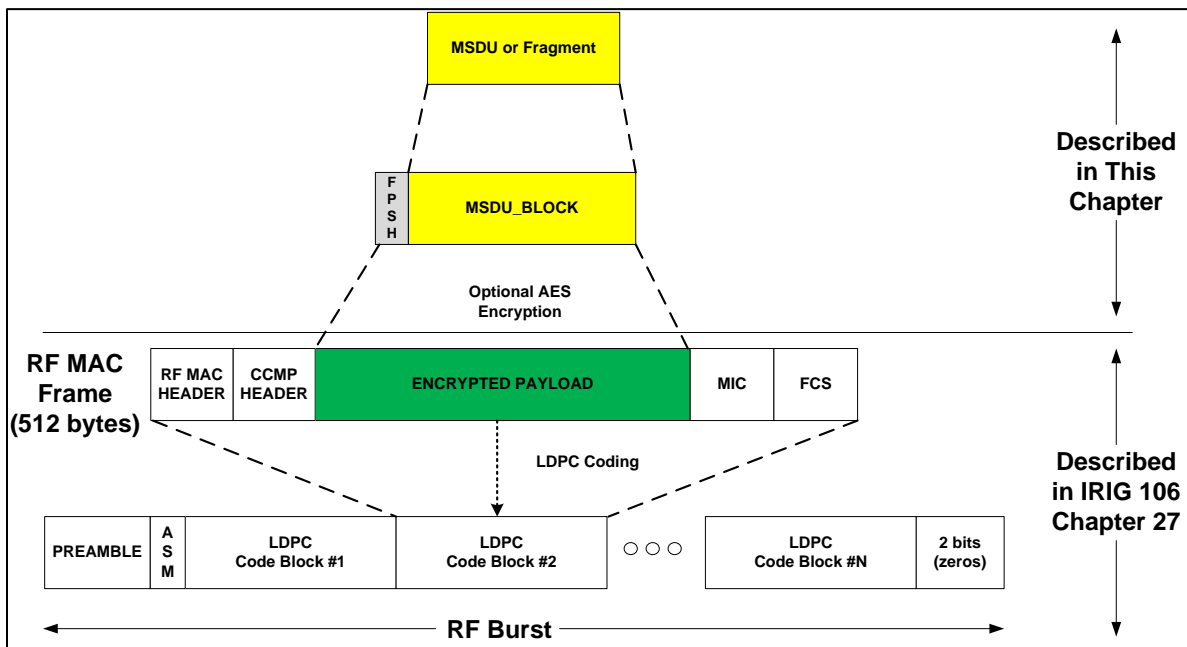 MSDU or Fragment
Described
in This
Chapter
F
P
S
H
MSDU_BLOCK
Optional AES
Encryption
RF MAC
Frame
(512 bytes)
RF MAC
HEADER
CCMP
HEADER
ENCRYPTED PAYLOAD
MIC
FCS
LDPC Coding
Described
in IRIG 106
Chapter 27
PREAMBLE
A
S
M
LDPC
Code Block #1
LDPC
Code Block #2
LDPC
Code Block #N
2 bits
(zeros)
RF Burst